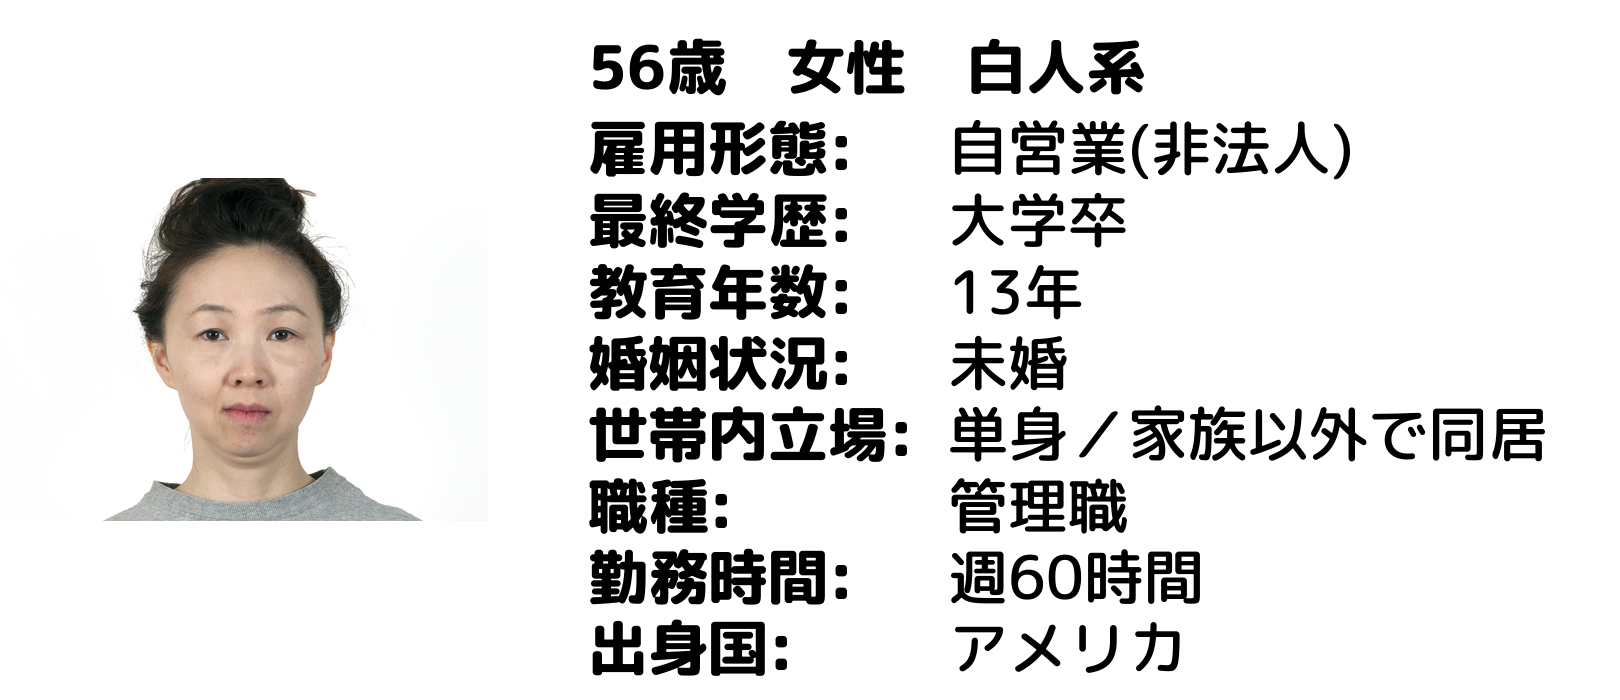 56歳　女性　白人系
雇用形態:　自営業(非法人)
最終学歴:　大学卒
教育年数:　13年
婚姻状況:　未婚
世帯内立場:　単身／家族以外で同居
職種:　管理職
勤務時間:　週60時間
出身国:　アメリカ